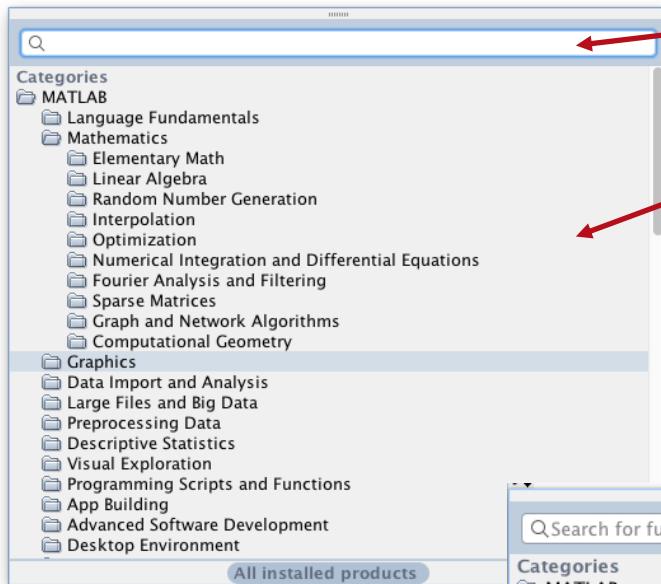 Categories
MATLAB
Language Fundamentals
Mathematics
Elementary Math
Linear Algebra
Random Number Generation
Interpolation
Optimization
Numerical Integration and Differential Equations
Fourier Analysis and Filtering
Sparse Matrices
Graph and Network Algorithms
Computational Geometry
Graphics
Data Import and Analysis
Large Files and Big Data
Preprocessing Data
Descriptive Statistics
Visual Exploration
Programming Scripts and Functions
App Building
Advanced Software Development
Desktop Environment
All installed products
Search for fu
Categories